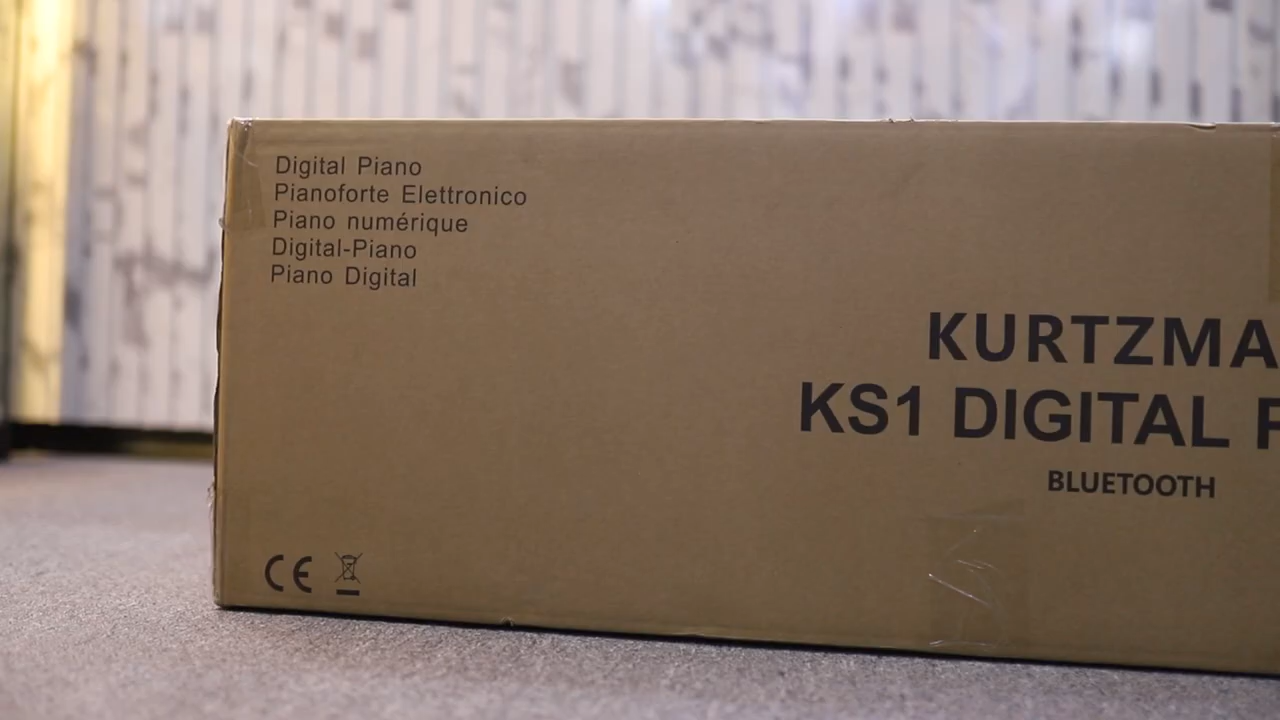 Digital Piano
Pianoforte Elettronico
Piano numérique
Digital-Piano
Piano Digital
KURTZMA
KS1 DIGITAL P
BLUETOOTH
CE